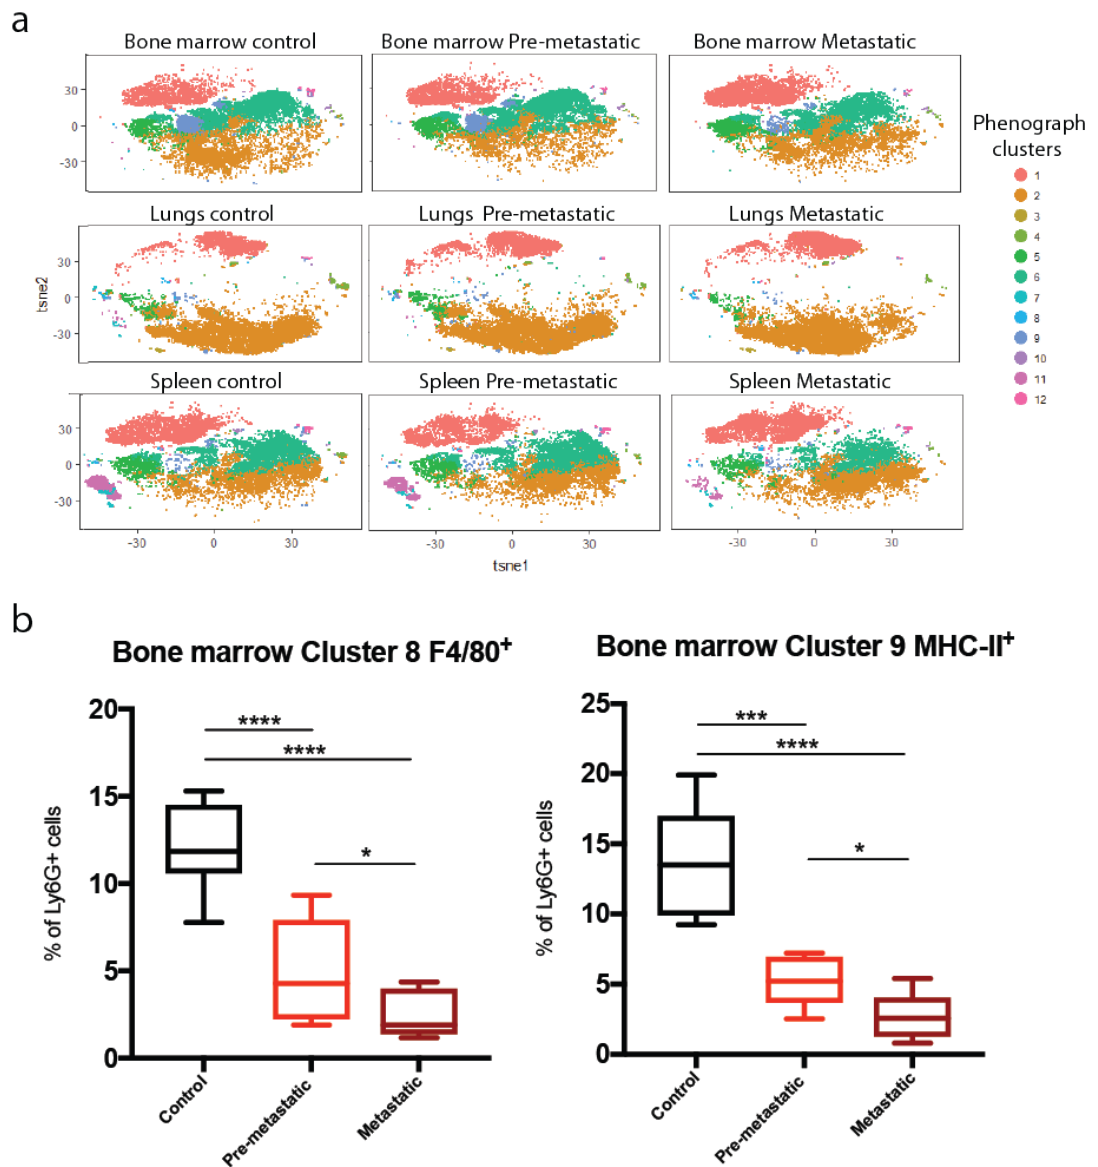 a
Bone marrow control
Bone marrow Pre-metastatic
Bone marrow Metastatic
30
0
-30
Lungs control
Lungs Pre-metastatic
Lungs Metastatic
30
0
-30
tsne2
Spleen control
Spleen Pre-metastatic
Spleen Metastatic
30
0
-30
-30 0 30
-30 0 30
-30 0 30
tsne1
Phenograph
clusters
1
2
3
4
5
6
7
8
9
10
11
12
b
Bone marrow Cluster 8 F4/80+
20
15
10
5
0
% of Ly6G+ cells
****
****
*
Control
Pre-metastatic
Metastatic
Bone marrow Cluster 9 MHC-II+
25
20
15
10
5
0
% of Ly6G+ cells
***
****
*
Control
Pre-metastatic
Metastatic